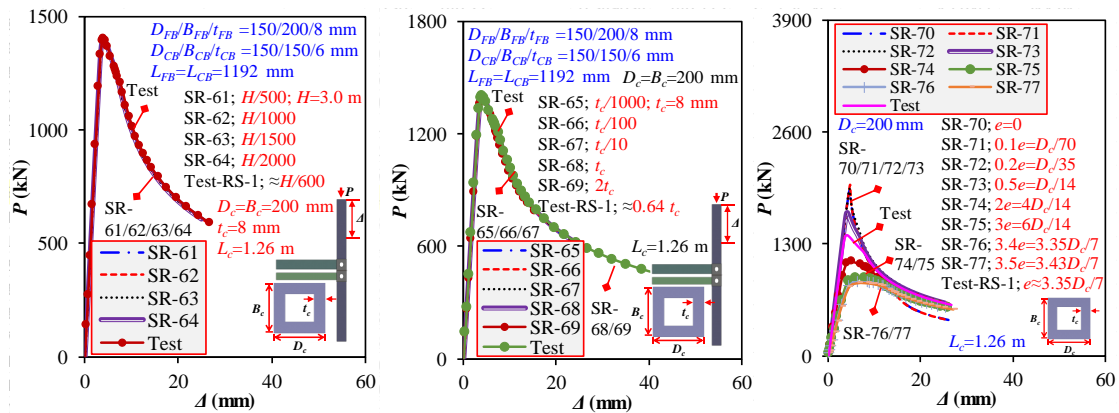 D_FB/B_FB/t_FB =150/200/8 mm
D_CB/B_CB/t_CB=150/150/6 mm
L_FB=L_CB=1192 mm
Test
SR-61; H/500; H=3.0 m
SR-62; H/1000
SR-63; H/1500
SR-64; H/2000
Test-RS-1; ≈H/600
D_c=B_c=200 mm
t_c=8 mm
L_c=1.26 m
SR-
61/62/63/64
SR-61
SR-62
SR-63
SR-64
Test
P
Δ
B_c
t_c
D_c
1500
1000
500
0
0 20 40 60
P (kN)
Δ (mm)
D_FB/B_FB/t_FB =150/200/8 mm
D_CB/B_CB/t_CB=150/150/6 mm
L_FB=L_CB=1192 mm D_c=B_c=200 mm
Test
SR-65; t_c/1000; t_c=8 mm
SR-66; t_c/100
SR-67; t_c/10
SR-68; t_c
SR-69; 2t_c
Test-RS-1; ≈0.64 t_c
SR-
65/66/67
L_c=1.26 m
SR-65
SR-66
SR-67
SR-68
SR-69
Test
SR-
68/69
P
Δ
B_c
t_c
D_c
1800
1200
600
0
0 20 40 60
P (kN)
Δ (mm)
SR-70 SR-71
SR-72 SR-73
SR-74 SR-75
SR-76 SR-77
Test
D_c=200 mm
SR-
70/71/72/73
Test
SR-
74/75
SR-76/77
SR-70; e=0
SR-71; 0.1e=D_c/70
SR-72; 0.2e=D_c/35
SR-73; 0.5e=D_c/14
SR-74; 2e=4D_c/14
SR-75; 3e=6D_c/14
SR-76; 3.4e=3.35D_c/7
SR-77; 3.5e=3.43D_c/7
Test-RS-1; e≈3.35D_c/7
L_c=1.26 m
B_c
t_c
D_c
3900
2600
1300
0
0 20 40 60
P (kN)
Δ (mm)